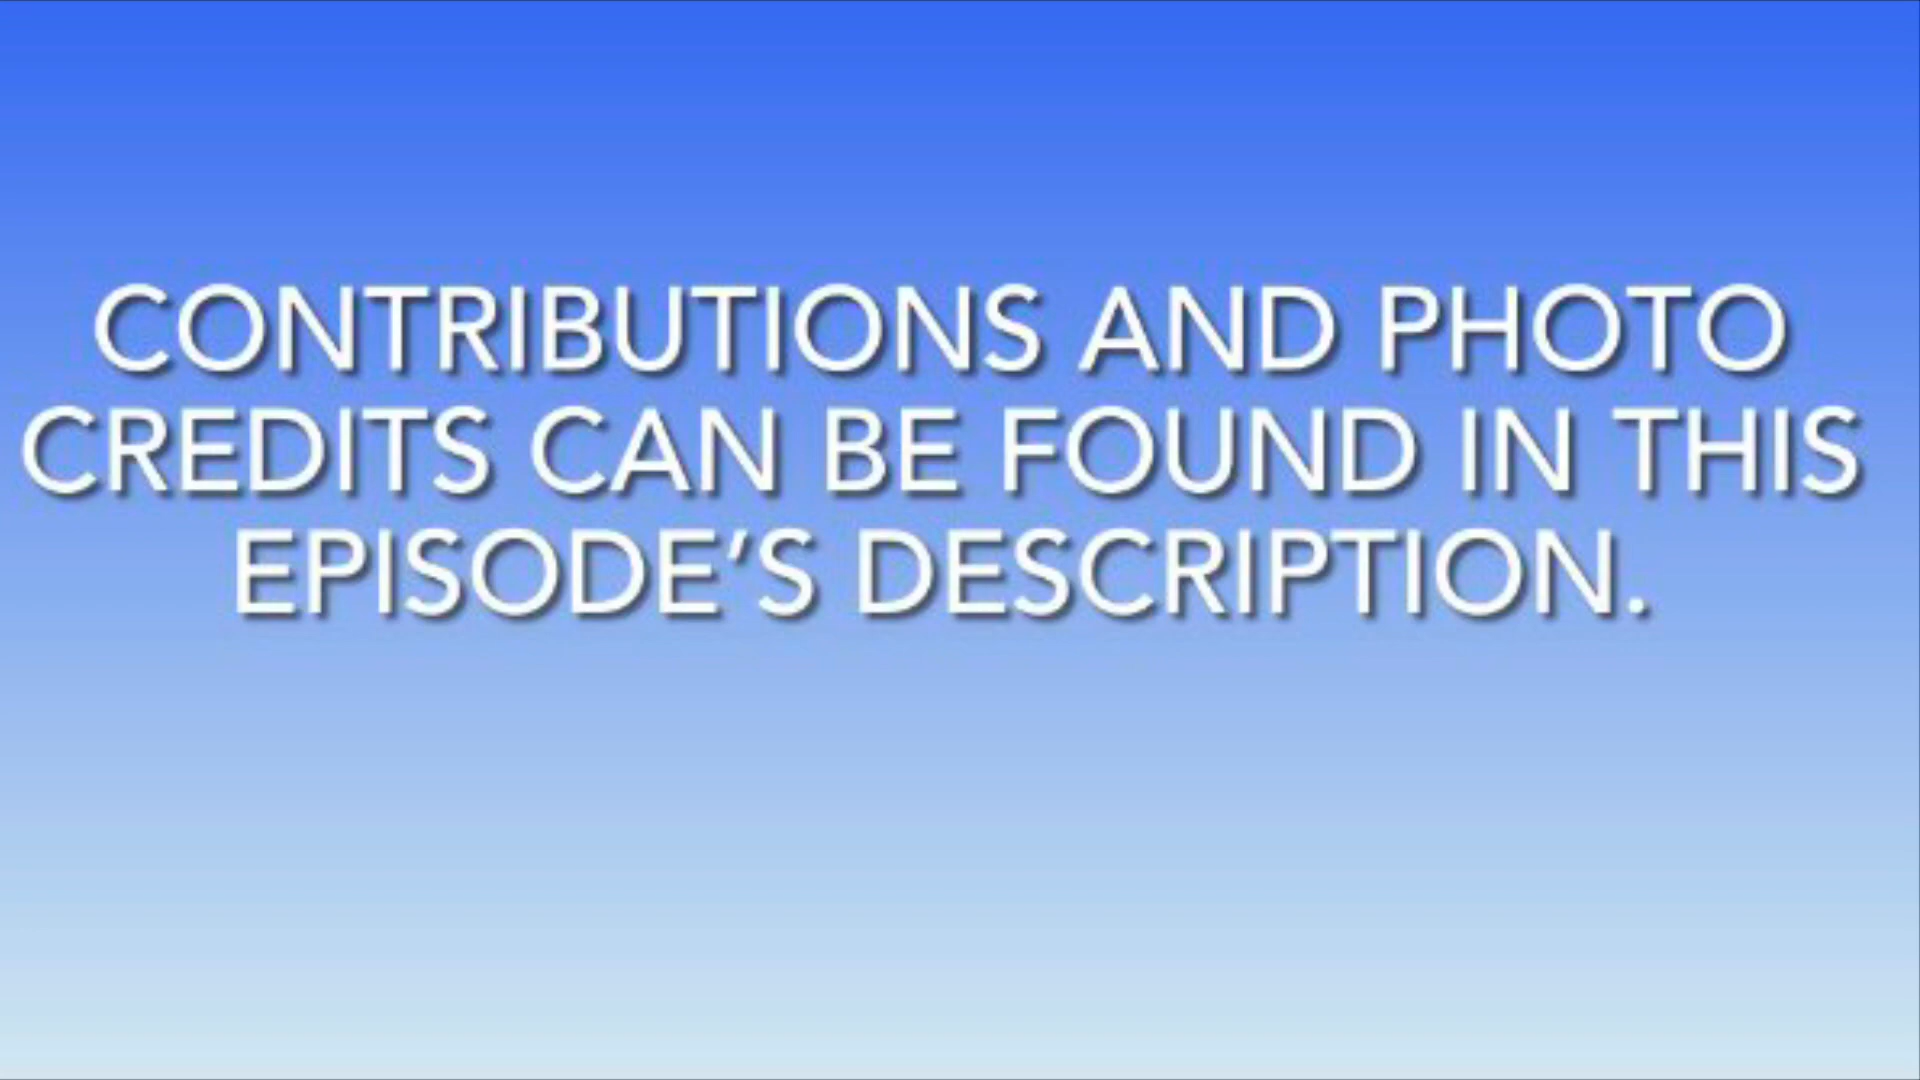 CONTRIBUTIONS AND PHOTO
CREDITS CAN BE FOUND IN THIS
EPISODE’S DESCRIPTION.